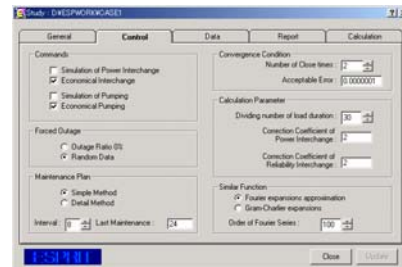 Study : D:\ESPWORK\CASE1
General Control Data Report Calculation
Commands
Simulation of Power Interchange
Economical Interchange
Simulation of Pumping
Economical Pumping
Forced Outage
Outage Ratio 0%
Random Data
Maintenance Plan
Simple Method
Detail Method
Interval : 8 Last Maintenance : 24
Convergence Condition
Number of Close times : 2
Acceptable Error : 0.0000001
Calculation Parameter
Dividing number of load duration : 30
Correction Coefficient of
Power Interchange : 2
Correction Coefficient of
Reliability Interchange : 2
Similar Function
Fourier expansions approximation
Gram-Charlier expansions
Order of Fourier Series : 100
ESPRIT
Close Update